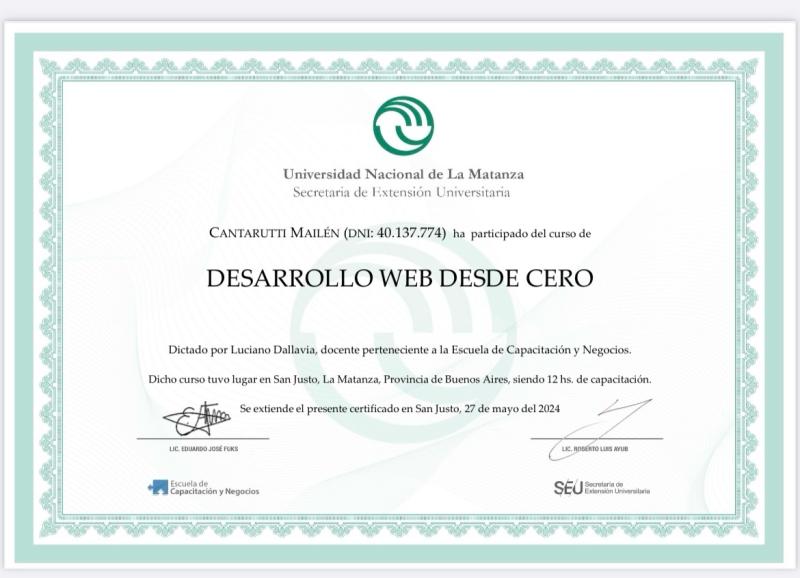 Universidad Nacional de La Matanza
Secretaria de Extensión Universitaria
CANTARUTTI MAILÉN (DNI: 40.137.774) ha participado del curso de
DESARROLLO WEB DESDE CERO
Dictado por Luciano Dallavia, docente perteneciente a la Escuela de Capacitación y Negocios.
Dicho curso tuvo lugar en San Justo, La Matanza, Provincia de Buenos Aires, siendo 12 hs. de capacitación.
Se extiende el presente certificado en San Justo, 27 de mayo del 2024
LIC. EDUARDO JOSÉ FUKS
LIC. ROBERTO LUIS AYUB
Escuela de
Capacitación y Negocios
SEU
Secretaría de
Extensión Universitaria